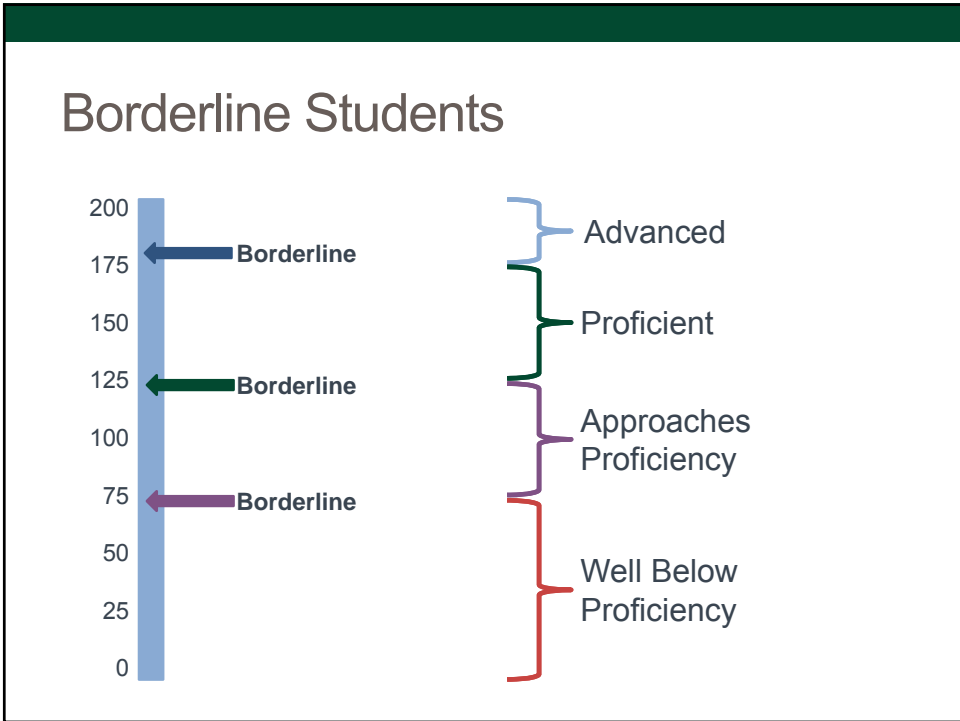 Borderline Students
200
Advanced
Borderline
175
150
Proficient
125
Borderline
100
Approaches
Proficiency
75
Borderline
50
Well Below
Proficiency
25
0